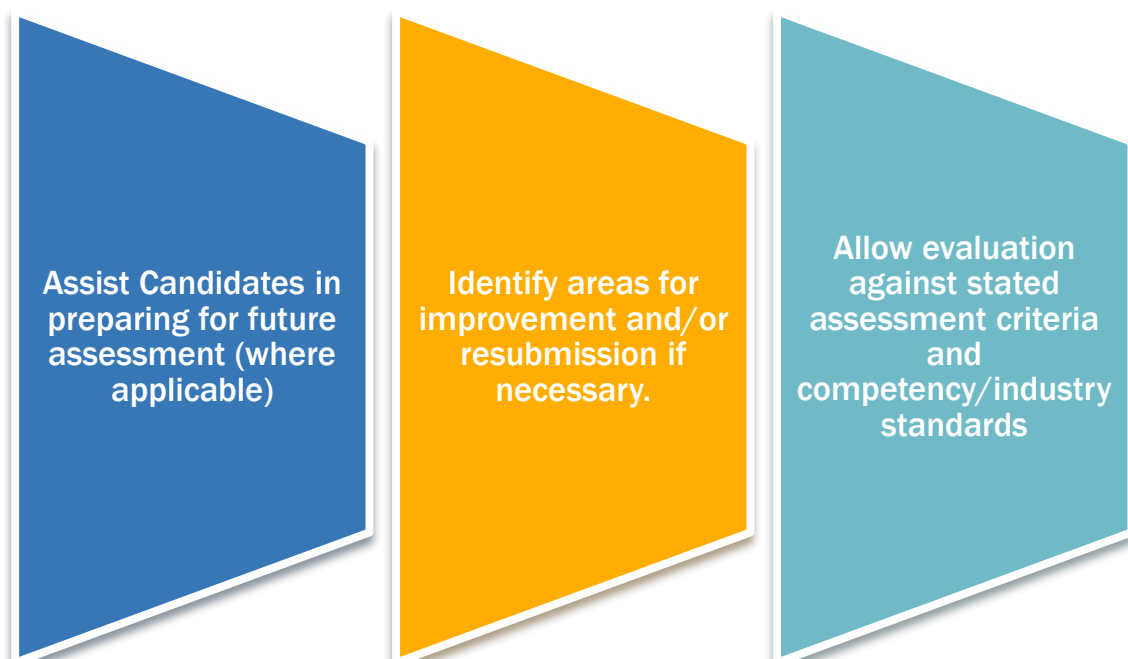 Assist Candidates in
preparing for future
assessment (where
applicable)
Identify areas for
improvement and/or
resubmission if
necessary.
Allow evaluation
against stated
assessment criteria
and
competency/industry
standards